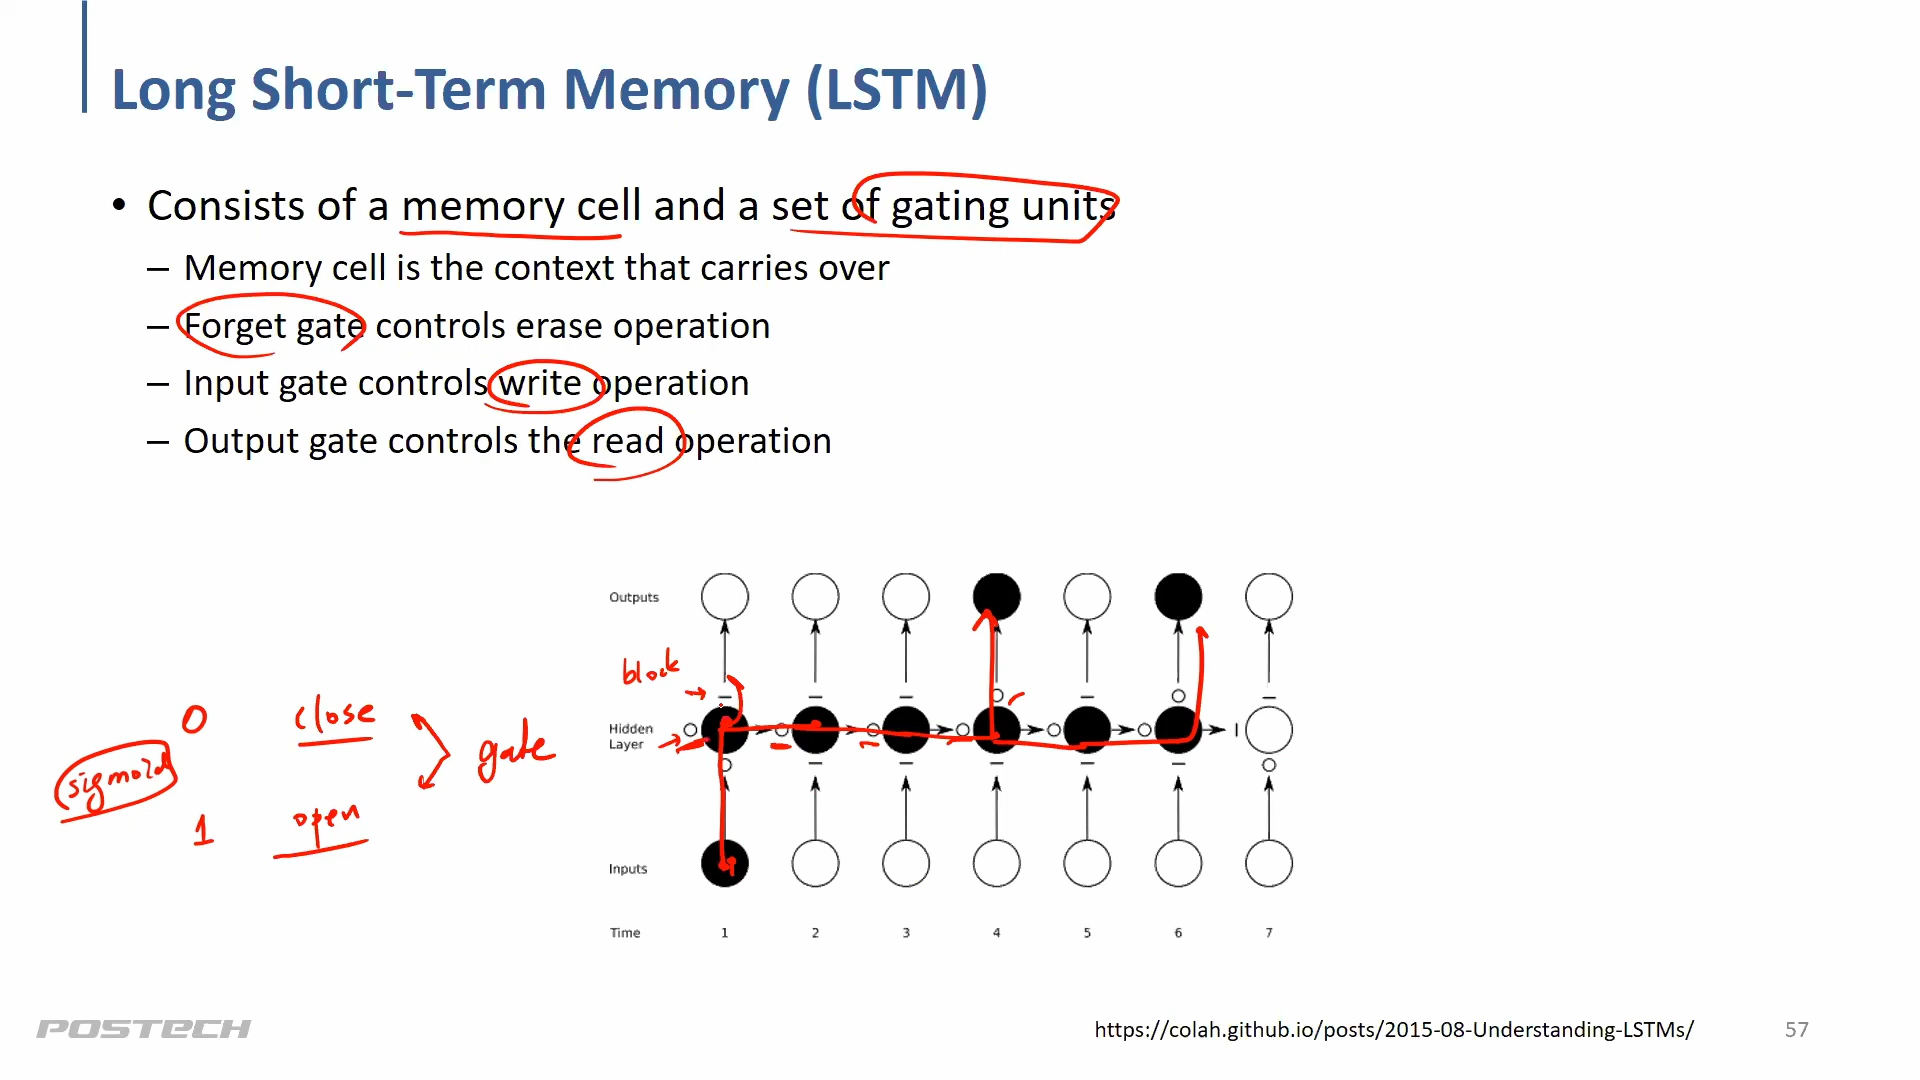 Long Short-Term Memory (LSTM)
• Consists of a memory cell and a set of gating units
– Memory cell is the context that carries over
– Forget gate controls erase operation
– Input gate controls write operation
– Output gate controls the read operation
Outputs
block
0 close
Hidden
Layer
gate
sigmoid
1 open
Inputs
Time 1 2 3 4 5 6 7
POSTECH
https://colah.github.io/posts/2015-08-Understanding-LSTMs/
57